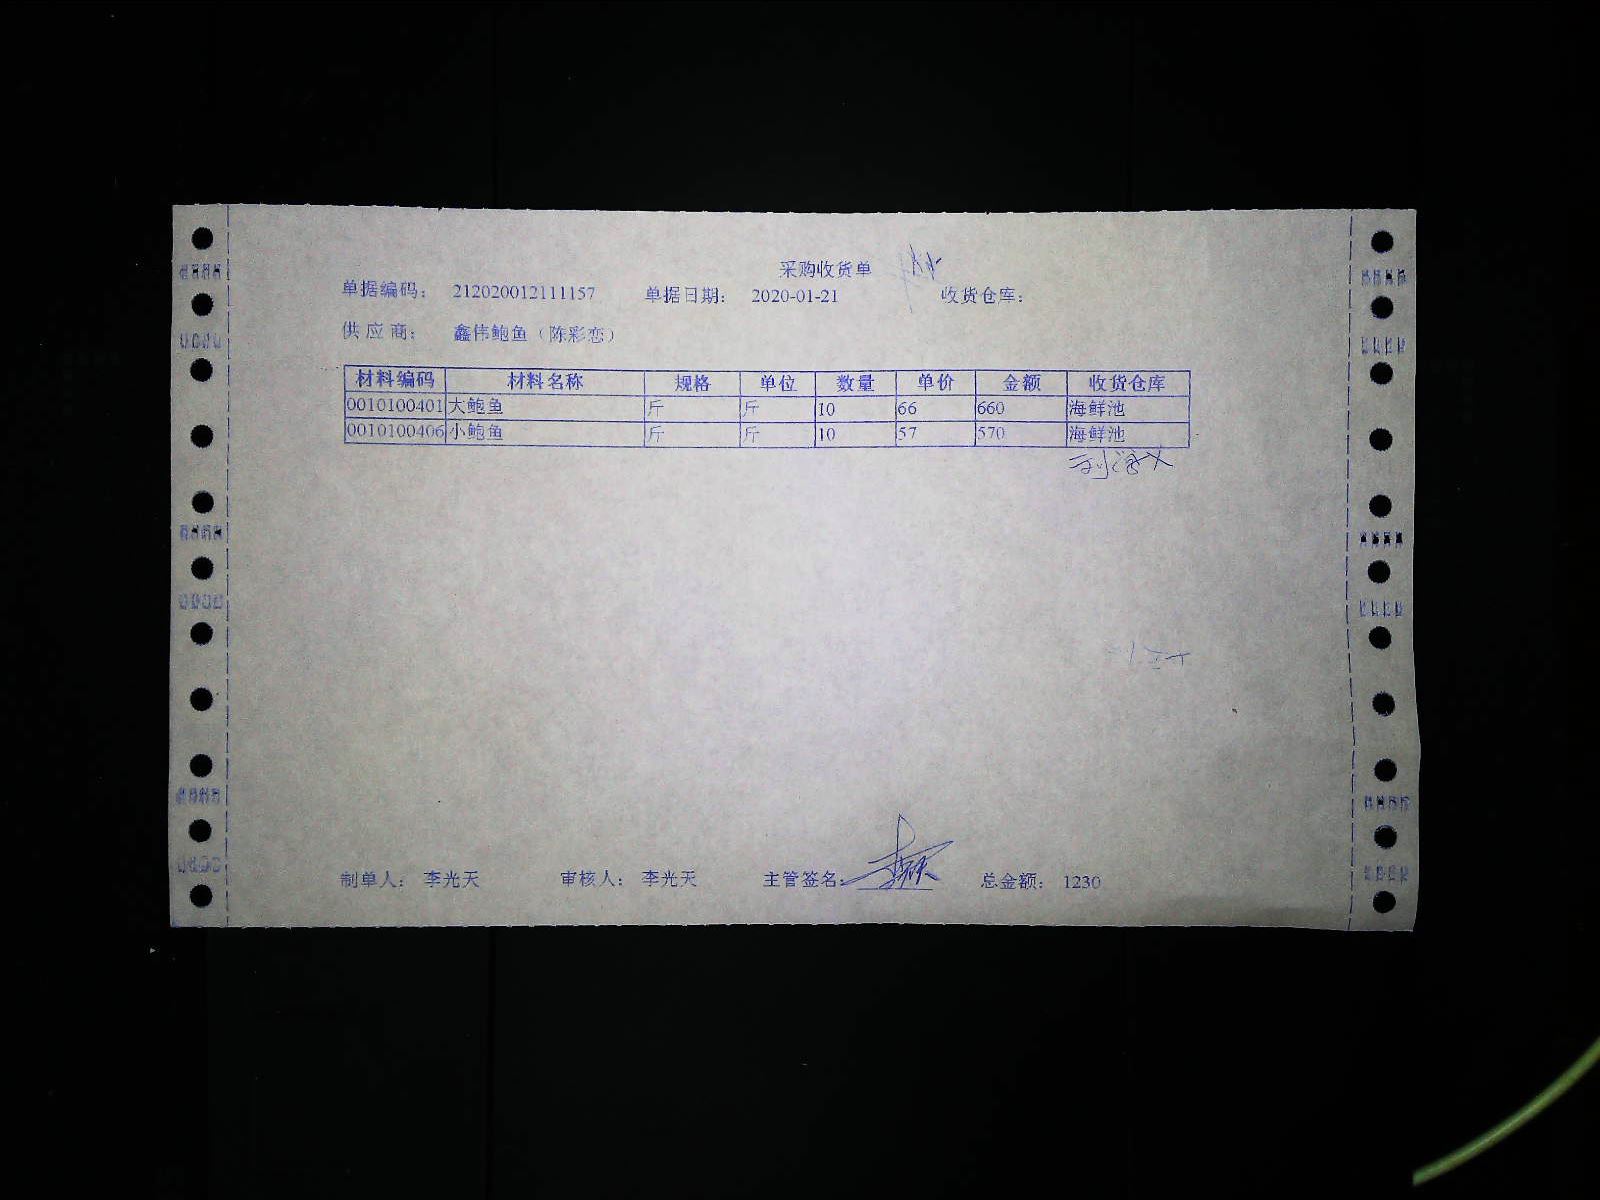 采购收货单
单据编码： 212020012111157 单据日期： 2020-01-21 收货仓库：
供应商： 鑫伟鲍鱼（陈彩恋）
材料编码 材料名称 规格 单位 数量 单价 金额 收货仓库
0010100401 大鲍鱼 斤 斤 10 66 660 海鲜池
0010100406 小鲍鱼 斤 斤 10 57 570 海鲜池
制单人： 李光天 审核人： 李光天 主管签名： 总金额： 1230